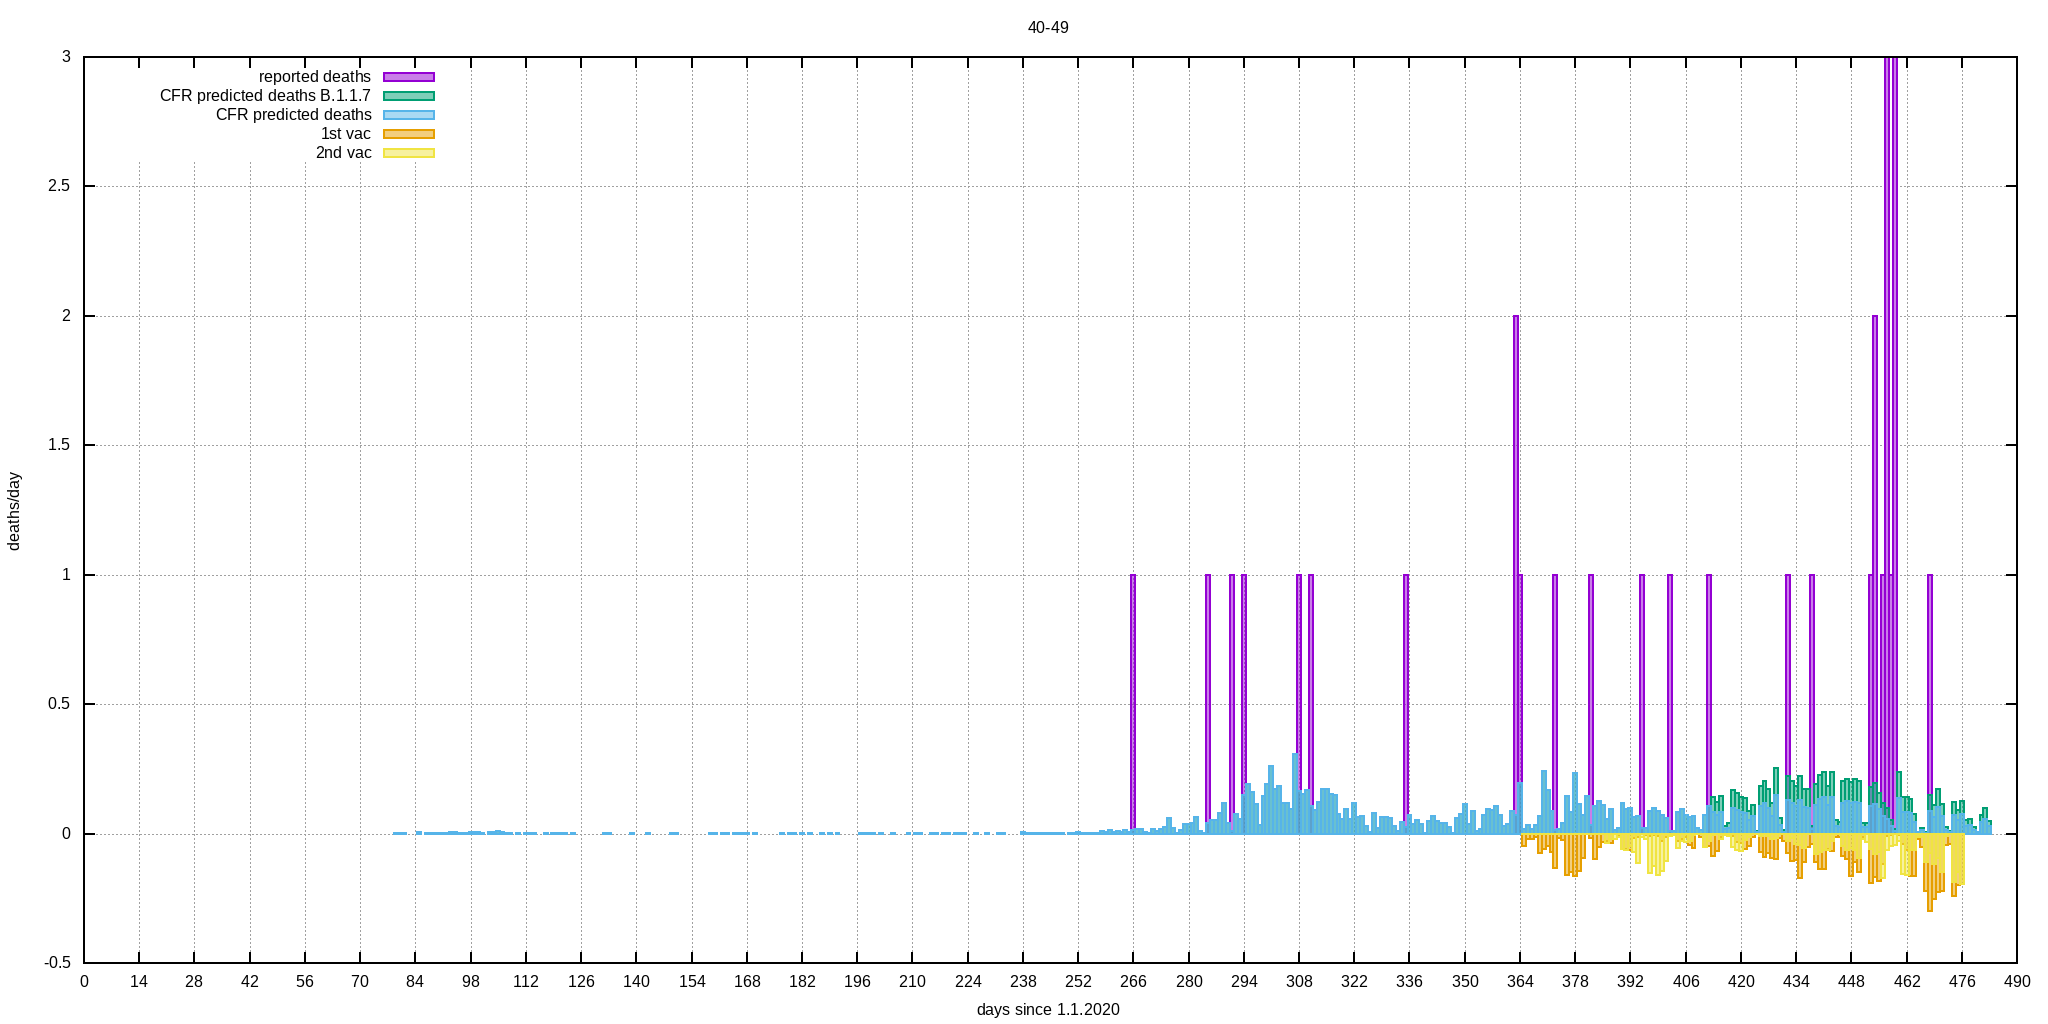 40-49
reported deaths
CFR predicted deaths B.1.1.7
CFR predicted deaths
1st vac
2nd vac
3
2.5
2
1.5
1
0.5
0
-0.5
deaths/day
0 14 28 42 56 70 84 98 112 126 140 154 168 182 196 210 224 238 252 266 280 294 308 322 336 350 364 378 392 406 420 434 448 462 476 490
days since 1.1.2020